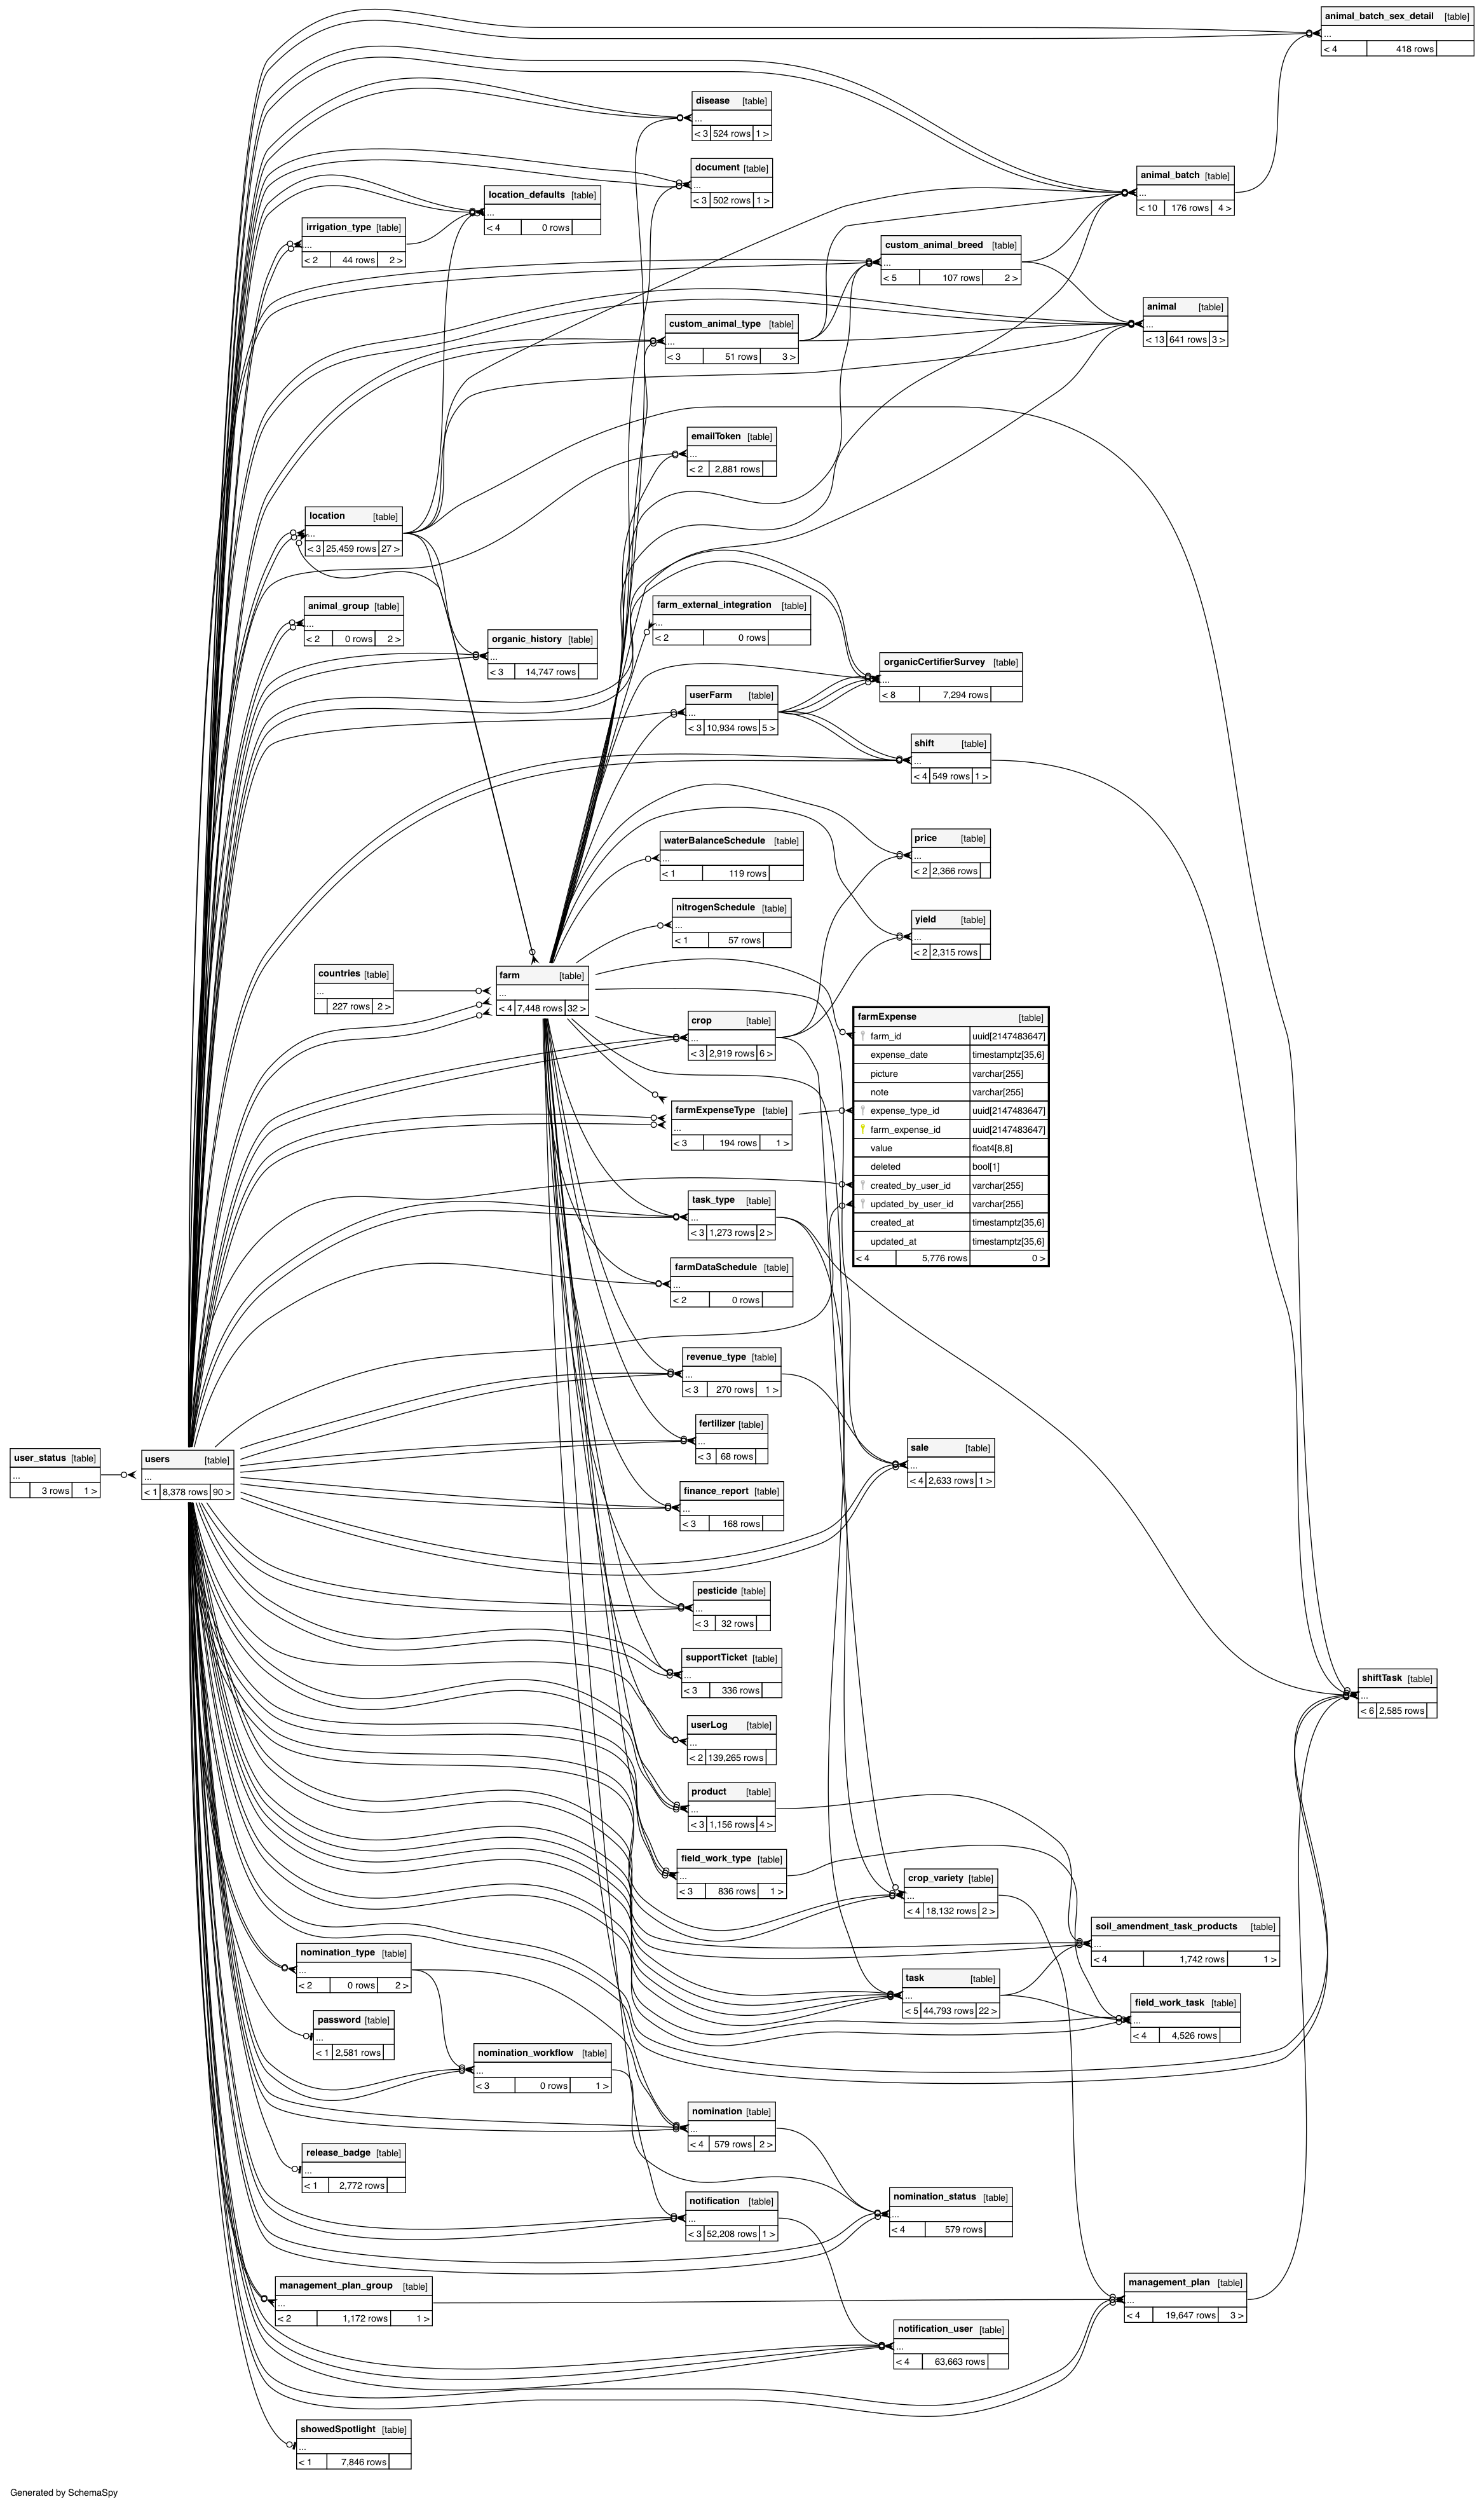 animal_batch_sex_detail [table]
...
< 4 418 rows
disease [table]
...
< 3 524 rows 1 >
document [table]
...
< 3 502 rows 1 >
animal_batch [table]
...
< 10 176 rows 4 >
location_defaults [table]
...
< 4 0 rows
irrigation_type [table]
...
< 2 44 rows 2 >
custom_animal_breed [table]
...
< 5 107 rows 2 >
animal [table]
...
< 13 641 rows 3 >
custom_animal_type [table]
...
< 3 51 rows 3 >
emailToken [table]
...
< 2 2,881 rows
location [table]
...
< 3 25,459 rows 27 >
animal_group [table]
...
< 2 0 rows 2 >
farm_external_integration [table]
...
< 2 0 rows
organic_history [table]
...
< 3 14,747 rows
organicCertifierSurvey [table]
...
< 8 7,294 rows
userFarm [table]
...
< 3 10,934 rows 5 >
shift [table]
...
< 4 549 rows 1 >
waterBalanceSchedule [table]
...
< 1 119 rows
price [table]
...
< 2 2,366 rows
nitrogenSchedule [table]
...
< 1 57 rows
yield [table]
...
< 2 2,315 rows
countries [table]
...
227 rows 2 >
farm [table]
...
< 4 7,448 rows 32 >
crop [table]
...
< 3 2,919 rows 6 >
farmExpense [table]
farm_id uuid[2147483647]
expense_date timestamptz[35,6]
picture varchar[255]
note varchar[255]
expense_type_id uuid[2147483647]
farm_expense_id uuid[2147483647]
value float4[8,8]
deleted bool[1]
created_by_user_id varchar[255]
updated_by_user_id varchar[255]
created_at timestamptz[35,6]
updated_at timestamptz[35,6]
< 4 5,776 rows 0 >
farmExpenseType [table]
...
< 3 194 rows 1 >
task_type [table]
...
< 3 1,273 rows 2 >
farmDataSchedule [table]
...
< 2 0 rows
revenue_type [table]
...
< 3 270 rows 1 >
fertilizer [table]
...
< 3 68 rows
sale [table]
...
< 4 2,633 rows 1 >
user_status [table]
...
3 rows 1 >
users [table]
...
< 1 8,378 rows 90 >
finance_report [table]
...
< 3 168 rows
pesticide [table]
...
< 3 32 rows
supportTicket [table]
...
< 3 336 rows
shiftTask [table]
...
< 6 2,585 rows
userLog [table]
...
< 2 139,265 rows
product [table]
...
< 3 1,156 rows 4 >
field_work_type [table]
...
< 3 836 rows 1 >
crop_variety [table]
...
< 4 18,132 rows 2 >
soil_amendment_task_products [table]
...
< 4 1,742 rows 1 >
nomination_type [table]
...
< 2 0 rows 2 >
task [table]
...
< 5 44,793 rows 22 >
field_work_task [table]
...
< 4 4,526 rows
password [table]
...
< 1 2,581 rows
nomination_workflow [table]
...
< 3 0 rows 1 >
nomination [table]
...
< 4 579 rows 2 >
release_badge [table]
...
< 1 2,772 rows
nomination_status [table]
...
< 4 579 rows
notification [table]
...
< 3 52,208 rows 1 >
management_plan [table]
...
< 4 19,647 rows 3 >
management_plan_group [table]
...
< 2 1,172 rows 1 >
notification_user [table]
...
< 4 63,663 rows
showedSpotlight [table]
...
< 1 7,846 rows
Generated by SchemaSpy